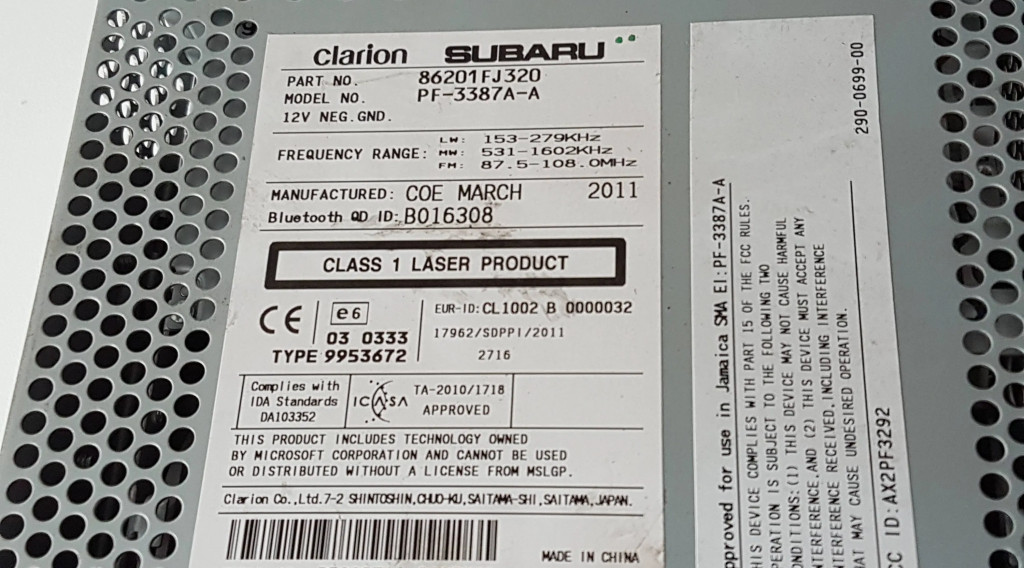 clarion SUBARU
PART NO. 86201FJ320
MODEL NO. PF-3387A-A
12V NEG.GND.
FREQUENCY RANGE: LW: 153-279KHz
MW: 531-1602KHz
FM: 87.5-108.0MHz
MANUFACTURED: COE MARCH 2011
Bluetooth QD ID: B016308
CLASS 1 LASER PRODUCT
CE e6
03 0333
TYPE 9953672
EUR-ID: CL1002 B 0000032
17962/SDPPI/2011
2716
Complies with
IDA Standards
DA103352
ICASA
TA-2010/1718
APPROVED
THIS PRODUCT INCLUDES TECHNOLOGY OWNED
BY MICROSOFT CORPORATION AND CANNOT BE USED
OR DISTRIBUTED WITHOUT A LICENSE FROM MSLGP.
Clarion Co.,Ltd.7-2 SHINTOSHIN,CHUO-KU,SAITAMA-SHI,SAITAMA,JAPAN.
MADE IN CHINA
pproved for use in Jamaica SMA EI:PF-3387A-A
HIS DEVICE COMPLIES WITH PART 15 OF THE FCC RULES.
PERATION IS SUBJECT TO THE FOLLOWING TWO
ONDITIONS:(1) THIS DEVICE MAY NOT CAUSE HARMFUL
NTERFERENCE,AND (2) THIS DEVICE MUST ACCEPT ANY
NTERFERENCE RECEIVED,INCLUDING INTERFERENCE
HAT MAY CAUSE UNDESIRED OPERATION.
CC ID:AX2PF3292
290-0699-00